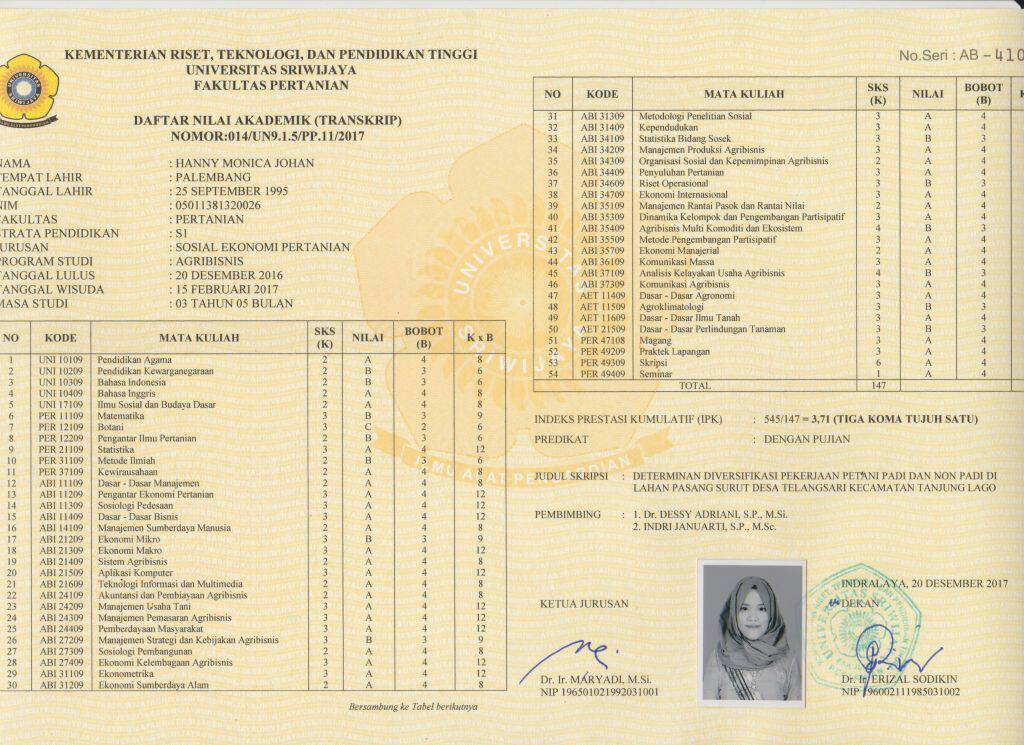 KEMENTERIAN RISET, TEKNOLOGI, DAN PENDIDIKAN TINGGI
UNIVERSITAS SRIWIJAYA
FAKULTAS PERTANIAN
DAFTAR NILAI AKADEMIK (TRANSKRIP)
NOMOR:014/UN9.1.5/PP.11/2017
NAMA : HANNY MONICA JOHAN
TEMPAT LAHIR : PALEMBANG
TANGGAL LAHIR : 25 SEPTEMBER 1995
NIM : 05011381320026
FAKULTAS : PERTANIAN
STRATA PENDIDIKAN : S1
JURUSAN : SOSIAL EKONOMI PERTANIAN
PROGRAM STUDI : AGRIBISNIS
TANGGAL LULUS : 20 DESEMBER 2016
TANGGAL WISUDA : 15 FEBRUARI 2017
MASA STUDI : 03 TAHUN 05 BULAN
NO KODE MATA KULIAH SKS (K) NILAI BOBOT (B) K x B
1 UNI 10109 Pendidikan Agama 2 A 4 8
2 UNI 10209 Pendidikan Kewarganegaraan 2 B 3 6
3 UNI 10309 Bahasa Indonesia 2 B 3 6
4 UNI 10409 Bahasa Inggris 2 A 4 8
5 UNI 17109 Ilmu Sosial dan Budaya Dasar 2 A 4 8
6 PER 11109 Matematika 3 B 3 9
7 PER 12109 Botani 3 C 2 6
8 PER 12209 Pengantar Ilmu Pertanian 2 B 3 6
9 PER 21109 Statistika 3 A 4 12
10 PER 31109 Metode Ilmiah 2 B 3 6
11 PER 37109 Kewirausahaan 2 A 4 8
12 ABI 11109 Dasar - Dasar Manajemen 2 A 4 8
13 ABI 11209 Pengantar Ekonomi Pertanian 3 A 4 12
14 ABI 11309 Sosiologi Pedesaan 3 A 4 12
15 ABI 11409 Dasar - Dasar Bisnis 3 A 4 12
16 ABI 14109 Manajemen Sumberdaya Manusia 2 A 4 8
17 ABI 21209 Ekonomi Mikro 3 B 3 9
18 ABI 21309 Ekonomi Makro 3 A 4 12
19 ABI 21409 Sistem Agribisnis 2 A 4 8
20 ABI 21509 Aplikasi Komputer 3 A 4 12
21 ABI 21609 Teknologi Informasi dan Multimedia 2 A 4 8
22 ABI 24109 Akuntansi dan Pembiayaan Agribisnis 2 A 4 8
23 ABI 24209 Manajemen Usaha Tani 3 A 4 12
24 ABI 24309 Manajemen Pemasaran Agribisnis 3 A 4 12
25 ABI 24409 Pemberdayaan Masyarakat 3 A 4 12
26 ABI 27209 Manajemen Strategi dan Kebijakan Agribisnis 3 B 3 9
27 ABI 27309 Sosiologi Pembangunan 2 A 4 8
28 ABI 27409 Ekonomi Kelembagaan Agribisnis 3 A 4 12
29 ABI 31109 Ekonometrika 3 A 4 12
30 ABI 31209 Ekonomi Sumberdaya Alam 2 A 4 8
Bersambung ke Tabel berikutnya
No.Seri : AB - 410
NO KODE MATA KULIAH SKS (K) NILAI BOBOT (B) K
31 ABI 31309 Metodologi Penelitian Sosial 3 A 4
32 ABI 31409 Kependudukan 3 A 4
33 ABI 34109 Statistika Bidang Sosek 3 B 3
34 ABI 34209 Manajemen Produksi Agribisnis 3 A 4
35 ABI 34309 Organisasi Sosial dan Kepemimpinan Agribisnis 2 A 4
36 ABI 34409 Penyuluhan Pertanian 3 A 4
37 ABI 34609 Riset Operasional 3 B 3
38 ABI 34709 Ekonomi Internasional 3 A 4
39 ABI 35109 Manajemen Rantai Pasok dan Rantai Nilai 2 A 4
40 ABI 35309 Dinamika Kelompok dan Pengembangan Partisipatif 3 A 4
41 ABI 35409 Agribisnis Multi Komoditi dan Ekosistem 4 B 3
42 ABI 35509 Metode Pengembangan Partisipatif 3 A 4
43 ABI 35709 Ekonomi Manajerial 2 A 4
44 ABI 36109 Komunikasi Massa 3 A 4
45 ABI 37109 Analisis Kelayakan Usaha Agribisnis 4 B 3
46 ABI 37309 Komunikasi Agribisnis 3 A 4
47 AET 11409 Dasar - Dasar Agronomi 3 A 4
48 AET 11509 Agroklimatologi 3 B 3
49 AET 11609 Dasar - Dasar Ilmu Tanah 3 A 4
50 AET 21509 Dasar - Dasar Perlindungan Tanaman 3 B 3
51 PER 47108 Magang 3 A 4
52 PER 49209 Praktek Lapangan 3 A 4
53 PER 49309 Skripsi 6 A 4
54 PER 49409 Seminar 1 A 4
TOTAL 147
INDEKS PRESTASI KUMULATIF (IPK) : 545/147 = 3,71 (TIGA KOMA TUJUH SATU)
PREDIKAT : DENGAN PUJIAN
JUDUL SKRIPSI : DETERMINAN DIVERSIFIKASI PEKERJAAN PETANI PADI DAN NON PADI DI
LAHAN PASANG SURUT DESA TELANGSARI KECAMATAN TANJUNG LAGO
PEMBIMBING : 1. Dr. DESSY ADRIANI, S.P., M.Si.
2. INDRI JANUARTI, S.P., M.Sc.
INDRALAYA, 20 DESEMBER 2017
KETUA JURUSAN
DEKAN
Dr. Ir. MARYADI, M.Si.
NIP 196501021992031001
Dr. Ir. ERIZAL SODIKIN
NIP 196002111985031002
UNIVERSITAS SRIWIJAYA
ILMU ALAT PENGABDIAN